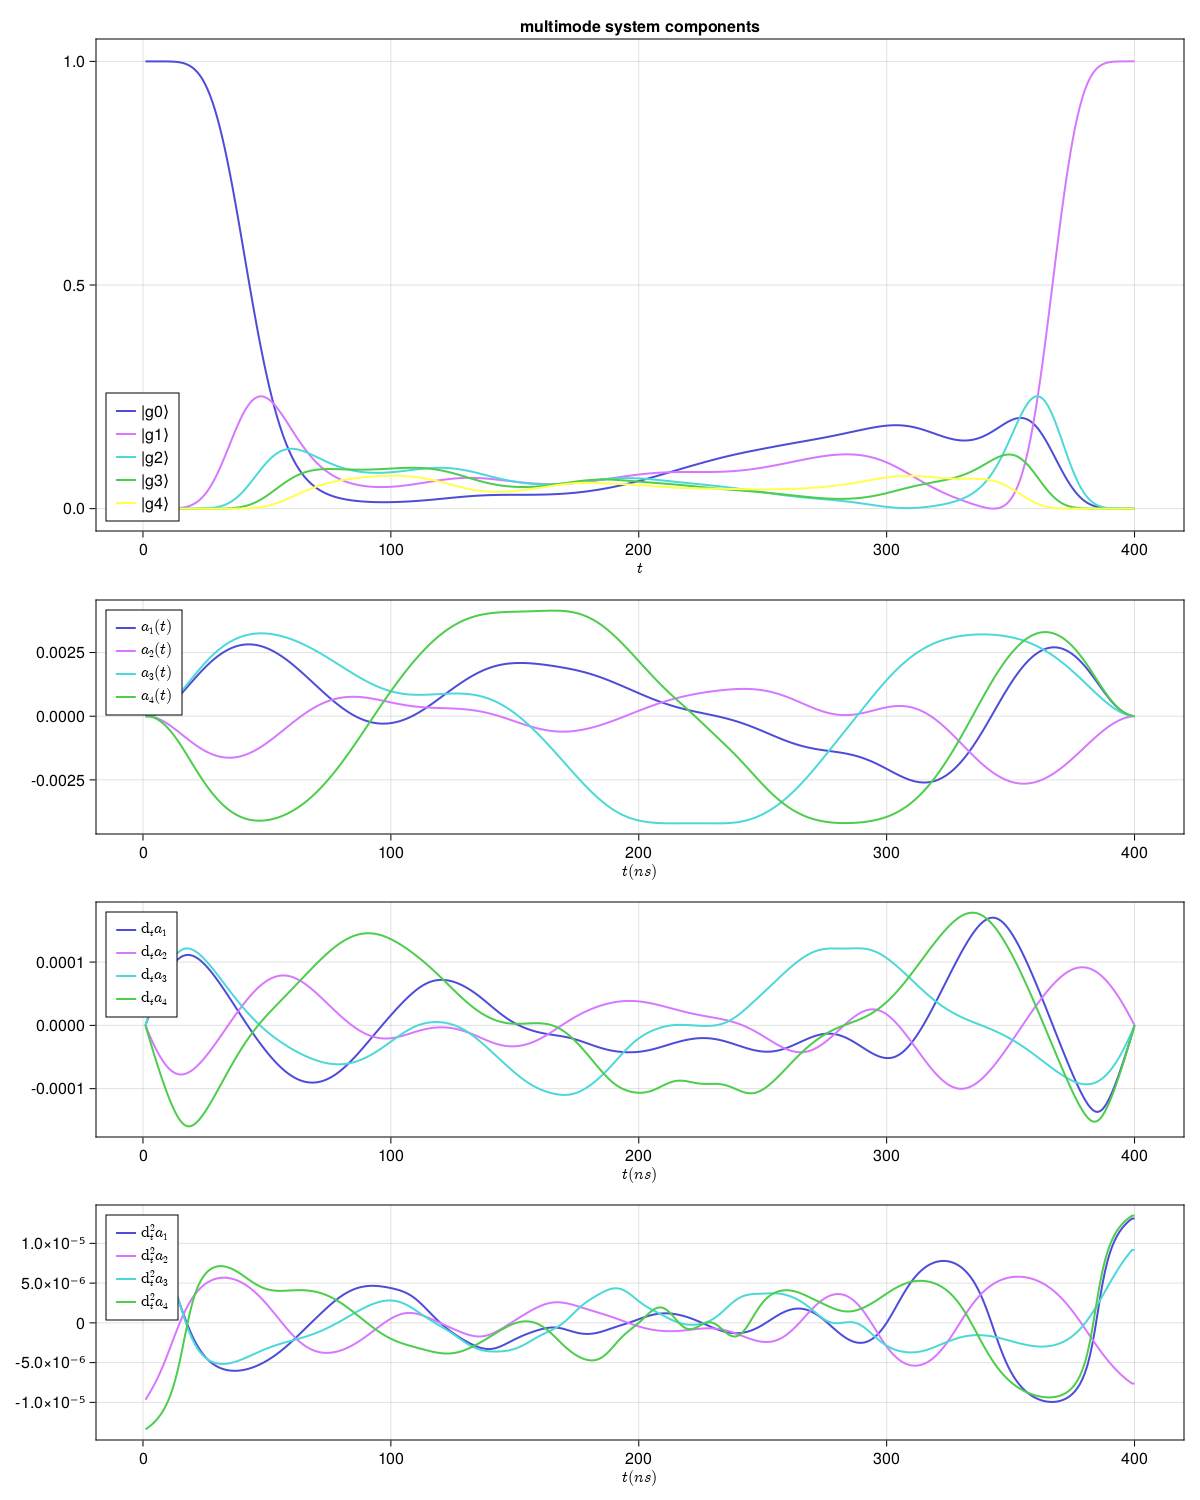 multimode system components
1.0
0.5
0.0
|g0⟩
|g1⟩
|g2⟩
|g3⟩
|g4⟩
0 100 200 300 400
t
0.0025
0.0000
-0.0025
a₁(t)
a₂(t)
a₃(t)
a₄(t)
0 100 200 300 400
t(ns)
0.0001
0.0000
-0.0001
dₜa₁
dₜa₂
dₜa₃
dₜa₄
0 100 200 300 400
t(ns)
1.0×10⁻⁵
5.0×10⁻⁶
0
-5.0×10⁻⁶
-1.0×10⁻⁵
d²ₜa₁
d²ₜa₂
d²ₜa₃
d²ₜa₄
0 100 200 300 400
t(ns)